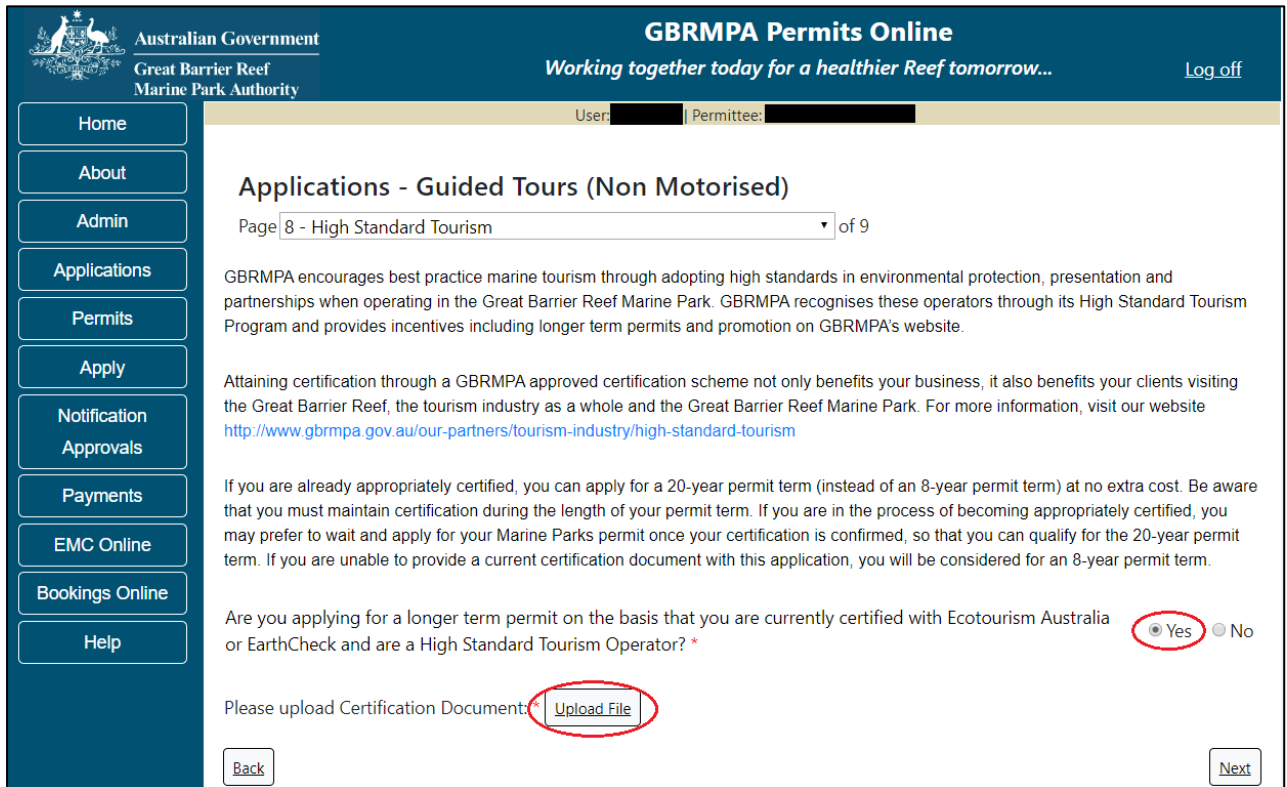 Australian Government
Great Barrier Reef
Marine Park Authority
GBRMPA Permits Online
Working together today for a healthier Reef tomorrow...
Log off
User: | Permittee:
Home
About
Admin
Applications
Permits
Apply
Notification
Approvals
Payments
EMC Online
Bookings Online
Help
Applications - Guided Tours (Non Motorised)
Page 8 - High Standard Tourism of 9
GBRMPA encourages best practice marine tourism through adopting high standards in environmental protection, presentation and
partnerships when operating in the Great Barrier Reef Marine Park. GBRMPA recognises these operators through its High Standard Tourism
Program and provides incentives including longer term permits and promotion on GBRMPA's website.
Attaining certification through a GBRMPA approved certification scheme not only benefits your business, it also benefits your clients visiting
the Great Barrier Reef, the tourism industry as a whole and the Great Barrier Reef Marine Park. For more information, visit our website
http://www.gbrmpa.gov.au/our-partners/tourism-industry/high-standard-tourism
If you are already appropriately certified, you can apply for a 20-year permit term (instead of an 8-year permit term) at no extra cost. Be aware
that you must maintain certification during the length of your permit term. If you are in the process of becoming appropriately certified, you
may prefer to wait and apply for your Marine Parks permit once your certification is confirmed, so that you can qualify for the 20-year permit
term. If you are unable to provide a current certification document with this application, you will be considered for an 8-year permit term.
Are you applying for a longer term permit on the basis that you are currently certified with Ecotourism Australia
or EarthCheck and are a High Standard Tourism Operator? *
Yes No
Please upload Certification Document: * Upload File
Back
Next